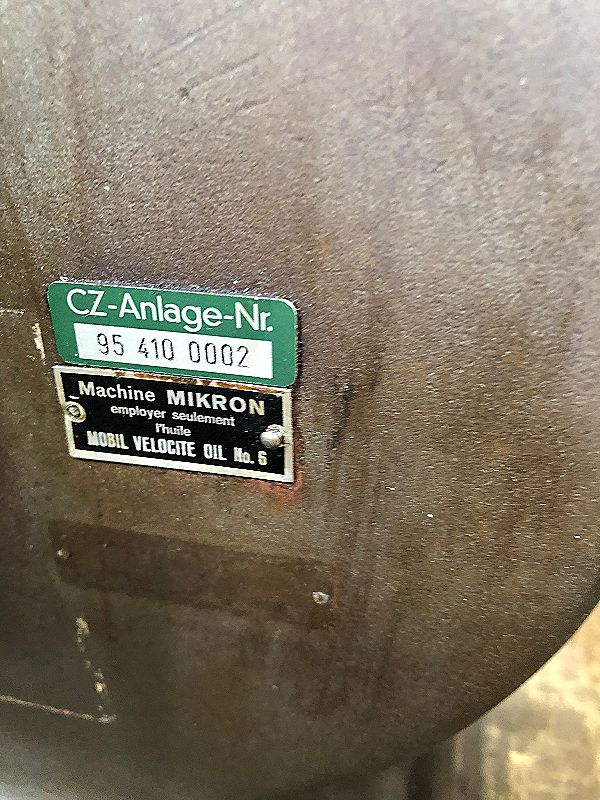 CZ-Anlage-Nr.
95 410 0002
Machine MIKRON
employer seulement
l'huile
MOBIL VELOCITE OIL No. 6